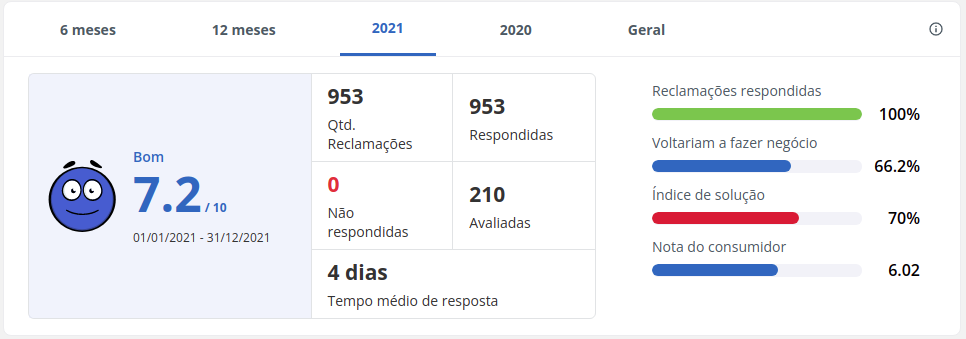 6 meses
12 meses
2021
2020
Geral
Bom
7.2 / 10
01/01/2021 - 31/12/2021
953
Qtd.
Reclamações
953
Respondidas
0
Não
respondidas
210
Avaliadas
4 dias
Tempo médio de resposta
Reclamações respondidas
100%
Voltariam a fazer negócio
66.2%
Índice de solução
70%
Nota do consumidor
6.02